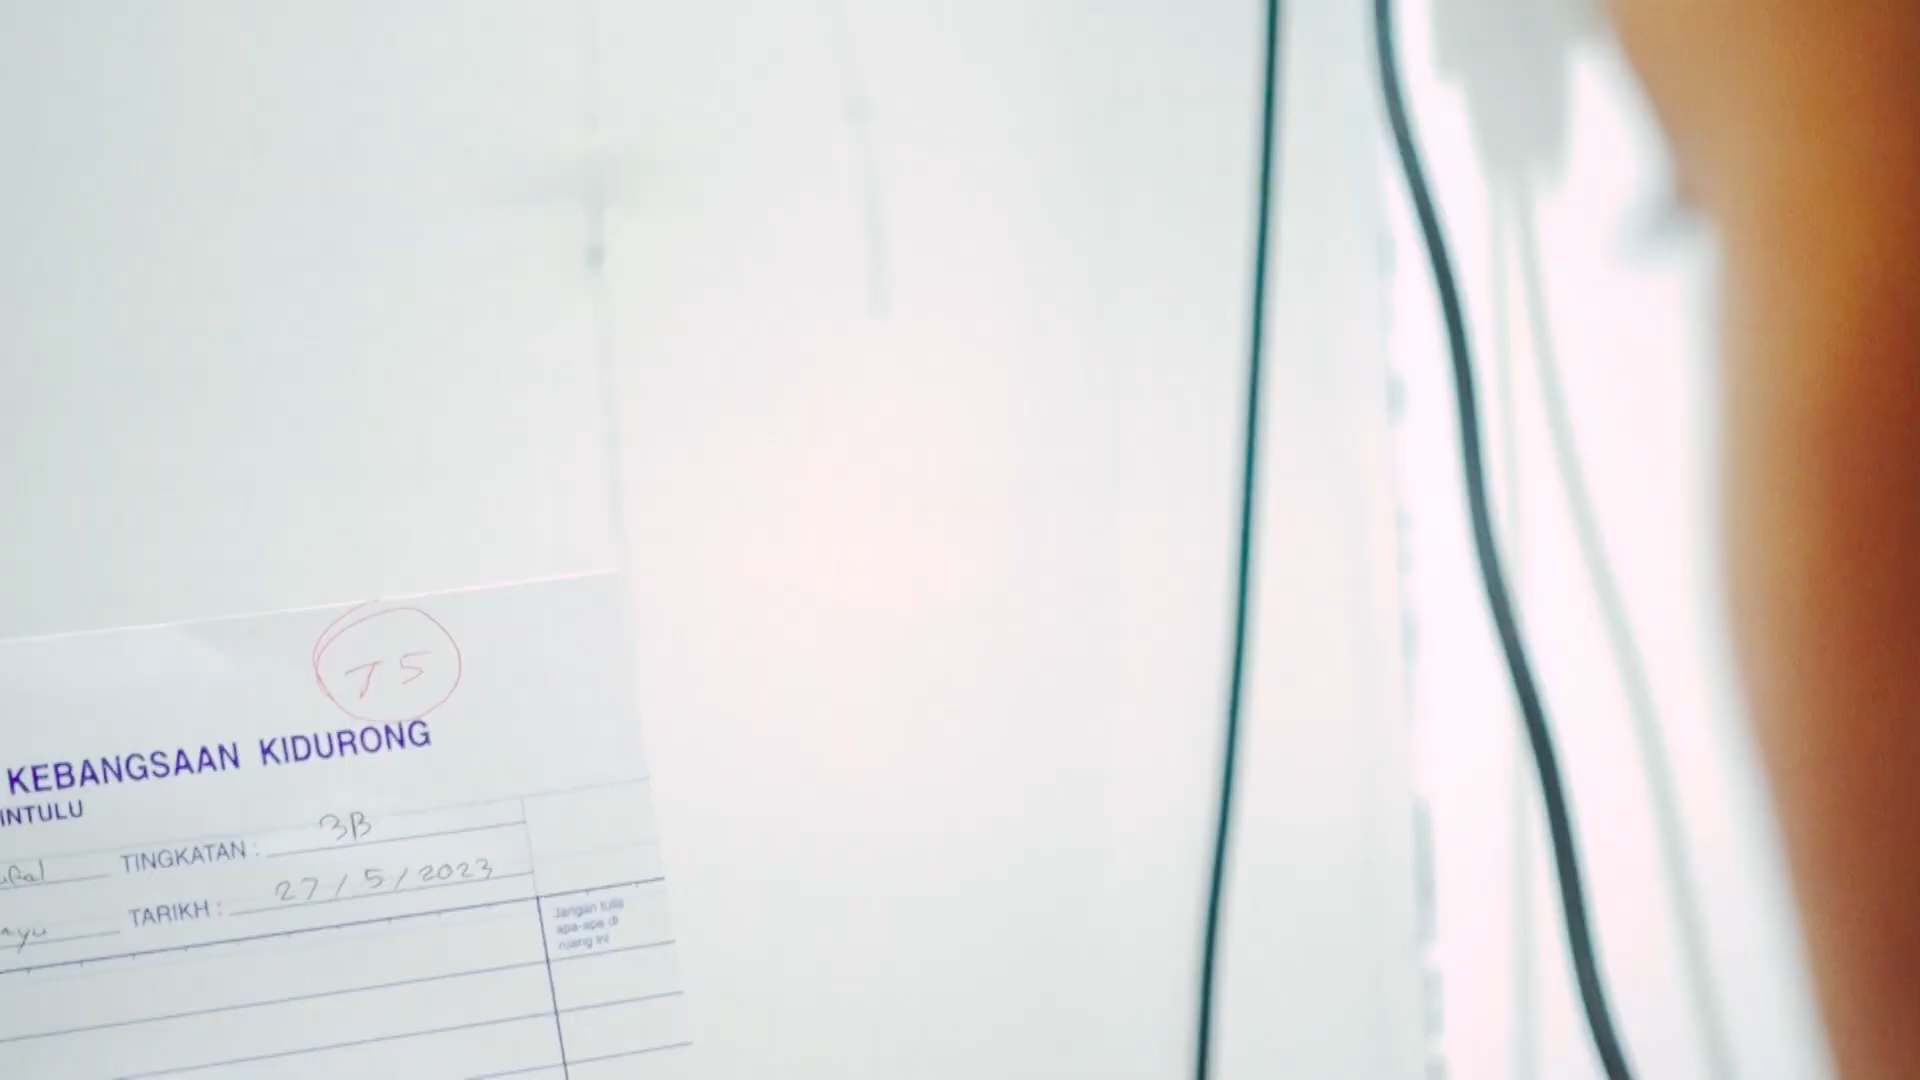 75
KEBANGSAAN KIDURONG
INTULU
TINGKATAN : 3B
TARIKH : 27/5/2023
Jangan tulis
apa-apa di
ruang ini